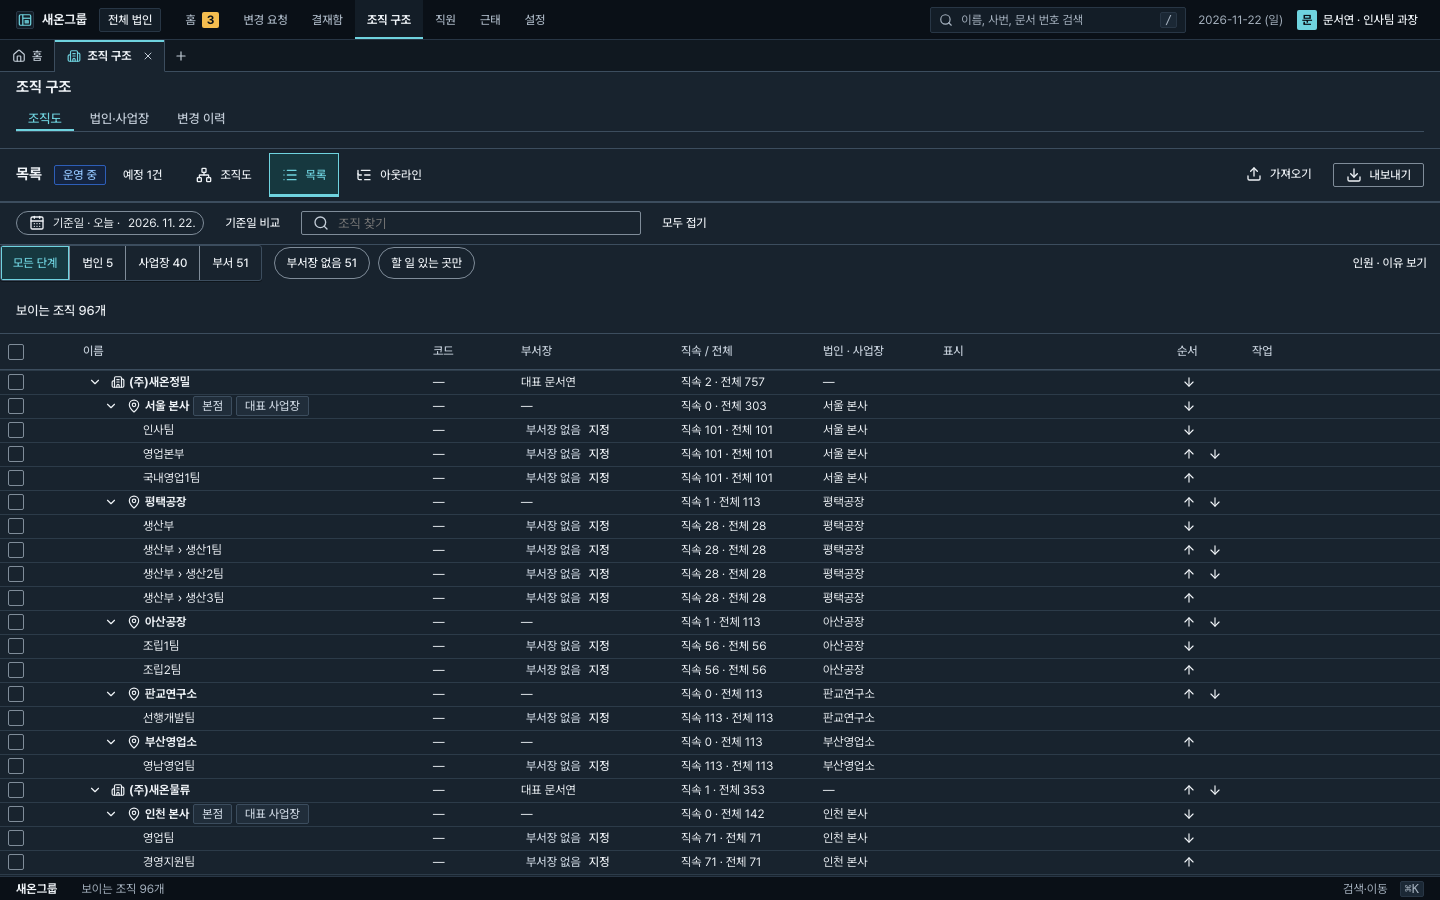 새온그룹 전체 법인 홈 3 변경 요청 결재함 조직 구조 직원 근태 설정 이름, 사번, 문서 번호 검색 / 2026-11-22 (일) 문 문서연 · 인사팀 과장
홈 조직 구조
조직 구조
조직도 법인·사업장 변경 이력
목록 운영 중 예정 1건 조직도 목록 아웃라인 가져오기 내보내기
기준일 · 오늘 · 2026. 11. 22. 기준일 비교 조직 찾기 모두 접기
모든 단계 법인 5 사업장 40 부서 51 부서장 없음 51 할 일 있는 곳만 인원 · 이유 보기
보이는 조직 96개
이름 코드 부서장 직속 / 전체 법인 · 사업장 표시 순서 작업
(주)새온정밀 — 대표 문서연 직속 2 · 전체 757 —
서울 본사 본점 대표 사업장 — — 직속 0 · 전체 303 서울 본사
인사팀 — 부서장 없음 지정 직속 101 · 전체 101 서울 본사
영업본부 — 부서장 없음 지정 직속 101 · 전체 101 서울 본사
국내영업1팀 — 부서장 없음 지정 직속 101 · 전체 101 서울 본사
평택공장 — — 직속 1 · 전체 113 평택공장
생산부 — 부서장 없음 지정 직속 28 · 전체 28 평택공장
생산부 › 생산1팀 — 부서장 없음 지정 직속 28 · 전체 28 평택공장
생산부 › 생산2팀 — 부서장 없음 지정 직속 28 · 전체 28 평택공장
생산부 › 생산3팀 — 부서장 없음 지정 직속 28 · 전체 28 평택공장
아산공장 — — 직속 1 · 전체 113 아산공장
조립1팀 — 부서장 없음 지정 직속 56 · 전체 56 아산공장
조립2팀 — 부서장 없음 지정 직속 56 · 전체 56 아산공장
판교연구소 — — 직속 0 · 전체 113 판교연구소
선행개발팀 — 부서장 없음 지정 직속 113 · 전체 113 판교연구소
부산영업소 — — 직속 0 · 전체 113 부산영업소
영남영업팀 — 부서장 없음 지정 직속 113 · 전체 113 부산영업소
(주)새온물류 — 대표 문서연 직속 1 · 전체 353 —
인천 본사 본점 대표 사업장 — — 직속 0 · 전체 142 인천 본사
영업팀 — 부서장 없음 지정 직속 71 · 전체 71 인천 본사
경영지원팀 — 부서장 없음 지정 직속 71 · 전체 71 인천 본사
새온그룹 보이는 조직 96개 검색·이동 ⌘K